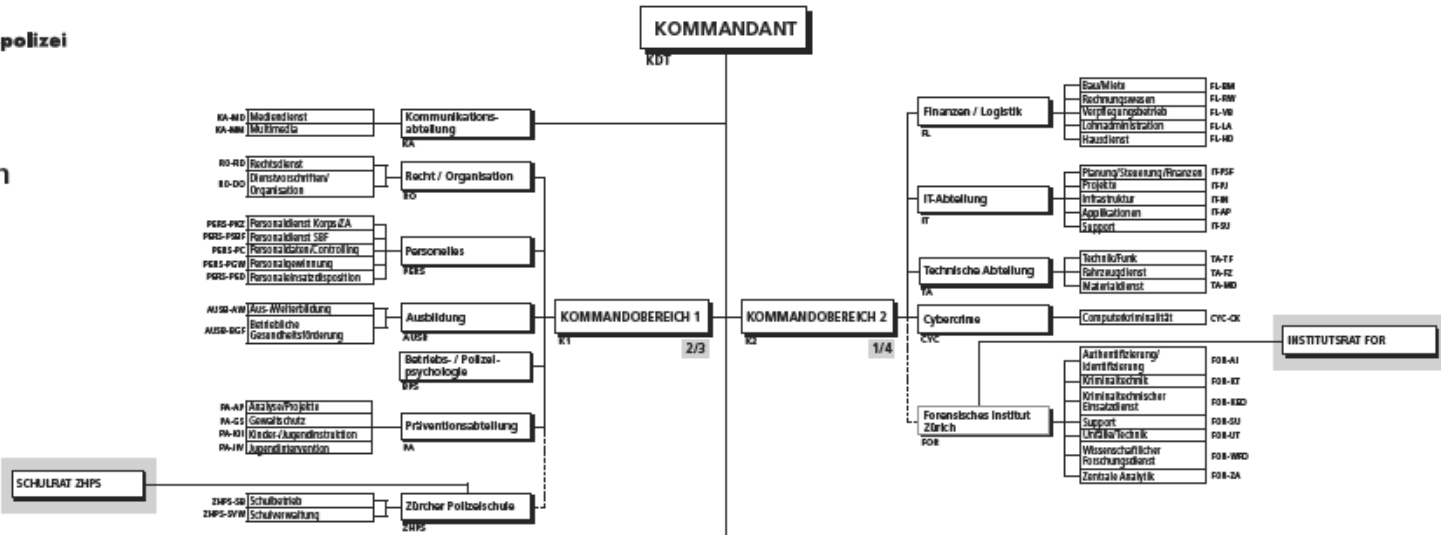 polizei
n
KOMMANDANT
KDT
KA-MD Mediendienst
KA-MM Multimedia
Kommunikations-
abteilung
KA
RO-RD Rechtsdienst
RO-DO Dienstvorschriften/
Organisation
Recht / Organisation
RO
PERS-PKZ Personaldienst Korps/ZA
PERS-PSBF Personaldienst SBF
PERS-PC Personaldaten/Controlling
PERS-PGW Personalgewinnung
PERS-PED Personaleinsatzdisposition
Personelles
PERS
AUSB-AW Aus-/Weiterbildung
AUSB-BGF Betriebliche
Gesundheitsförderung
Ausbildung
AUSB
Betriebs- / Polizei-
psychologie
BPS
PA-AP Analyse/Projekte
PA-GS Gewaltschutz
PA-KJI Kinder-/Jugendinstruktion
PA-JIV Jugendintervention
Präventionsabteilung
PA
SCHULRAT ZHPS
ZHPS-SB Schulbetrieb
ZHPS-SVW Schulverwaltung
Zürcher Polizeischule
ZHPS
KOMMANDOBEREICH 1
K1
2/3
KOMMANDOBEREICH 2
K2
1/4
Finanzen / Logistik
FL
Bau/Miete FL-BM
Rechnungswesen FL-RW
Verpflegungsbetrieb FL-VB
Lohnadministration FL-LA
Hausdienst FL-HD
IT-Abteilung
IT
Planung/Steuerung/Finanzen IT-PSF
Projekte IT-PJ
Infrastruktur IT-IN
Applikationen IT-AP
Support IT-SU
Technische Abteilung
TA
Technik/Funk TA-TF
Fahrzeugdienst TA-FZ
Materialdienst TA-MD
Cybercrime
CYC
Computerkriminalität CYC-CK
INSTITUTSRAT FOR
Forensisches Institut
Zürich
FOR
Authentifizierung/
Identifizierung FOR-AI
Kriminaltechnik FOR-KT
Kriminaltechnischer
Einsatzdienst FOR-KED
Support FOR-SU
Unfälle/Technik FOR-UT
Wissenschaftlicher
Forschungsdienst FOR-WFD
Zentrale Analytik FOR-ZA